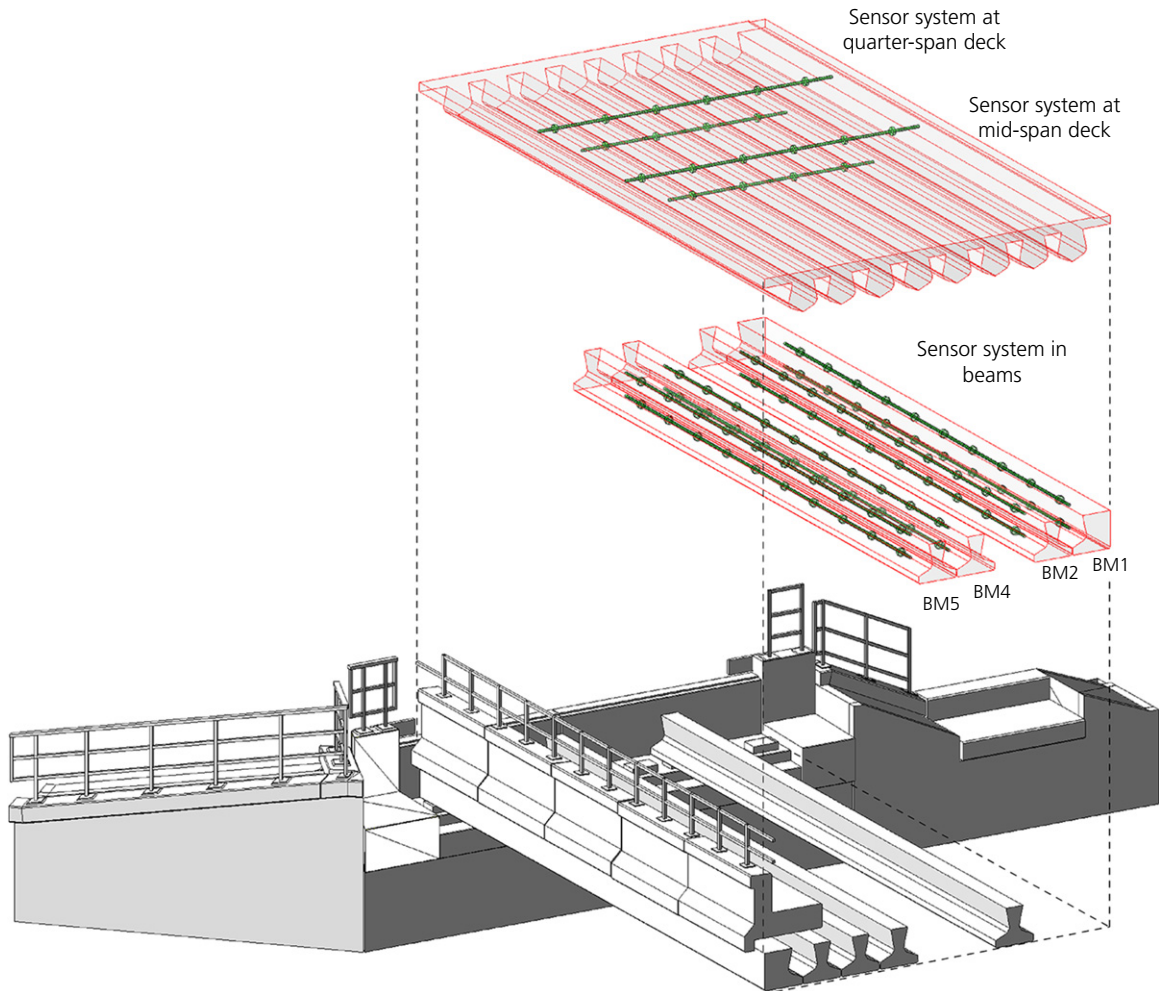 Sensor system at
quarter-span deck
Sensor system at
mid-span deck
Sensor system in
beams
BM5
BM4
BM2
BM1